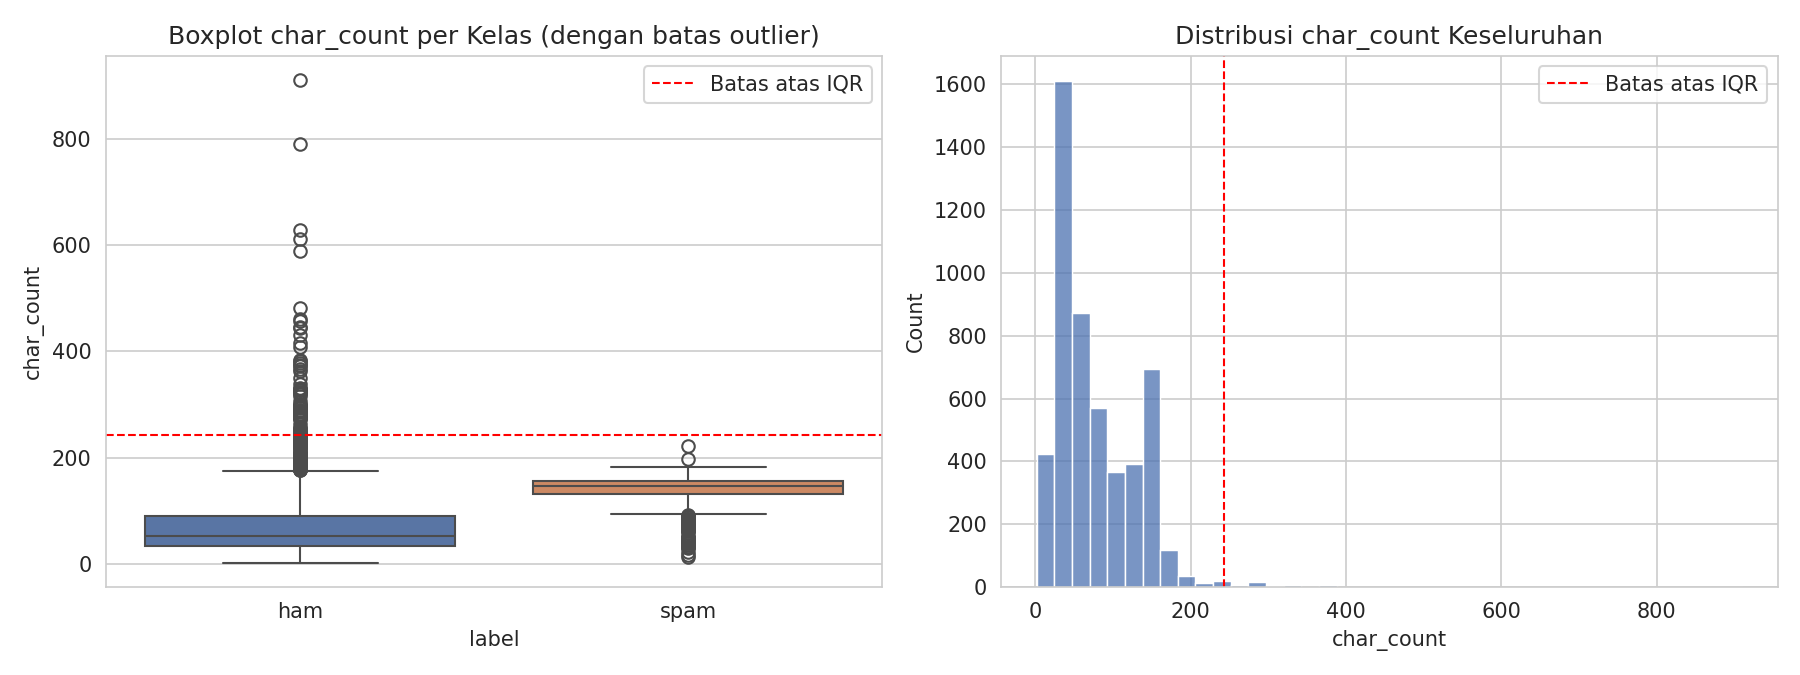 Boxplot char_count per Kelas (dengan batas outlier)
Batas atas IQR
char_count
800
600
400
200
0
ham
spam
label
Distribusi char_count Keseluruhan
Batas atas IQR
Count
1600
1400
1200
1000
800
600
400
200
0
0
200
400
600
800
char_count